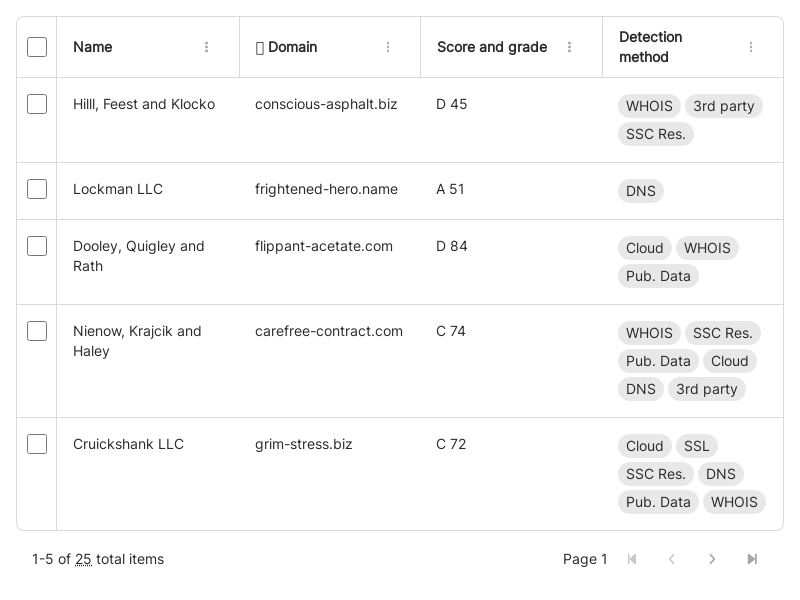 Name Domain Score and grade Detection method
Hilll, Feest and Klocko conscious-asphalt.biz D 45 WHOIS 3rd party
SSC Res.
Lockman LLC frightened-hero.name A 51 DNS
Dooley, Quigley and flippant-acetate.com D 84 Cloud WHOIS
Rath Pub. Data
Nienow, Krajcik and carefree-contract.com C 74 WHOIS SSC Res.
Haley Pub. Data Cloud
DNS 3rd party
Cruickshank LLC grim-stress.biz C 72 Cloud SSL
SSC Res. DNS
Pub. Data WHOIS
1-5 of 25 total items Page 1